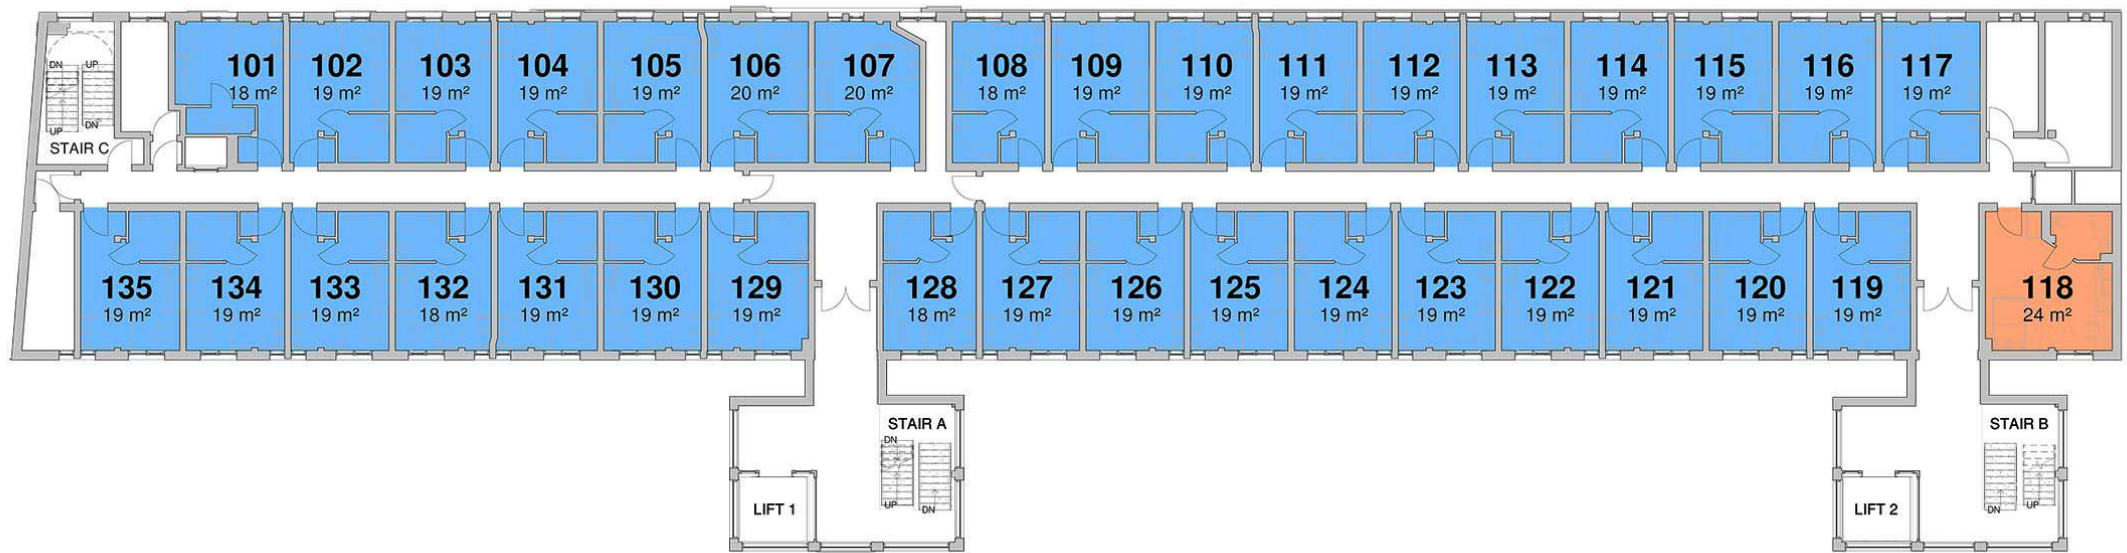 101
18 m²
102
19 m²
103
19 m²
104
19 m²
105
19 m²
106
20 m²
107
20 m²
108
18 m²
109
19 m²
110
19 m²
111
19 m²
112
19 m²
113
19 m²
114
19 m²
115
19 m²
116
19 m²
117
19 m²
DN
UP
UP
DN
STAIR C
135
19 m²
134
19 m²
133
19 m²
132
18 m²
131
19 m²
130
19 m²
129
19 m²
128
18 m²
127
19 m²
126
19 m²
125
19 m²
124
19 m²
123
19 m²
122
19 m²
121
19 m²
120
19 m²
119
19 m²
118
24 m²
STAIR A
DN
UP
DN
LIFT 1
STAIR B
DN
UP
LIFT 2